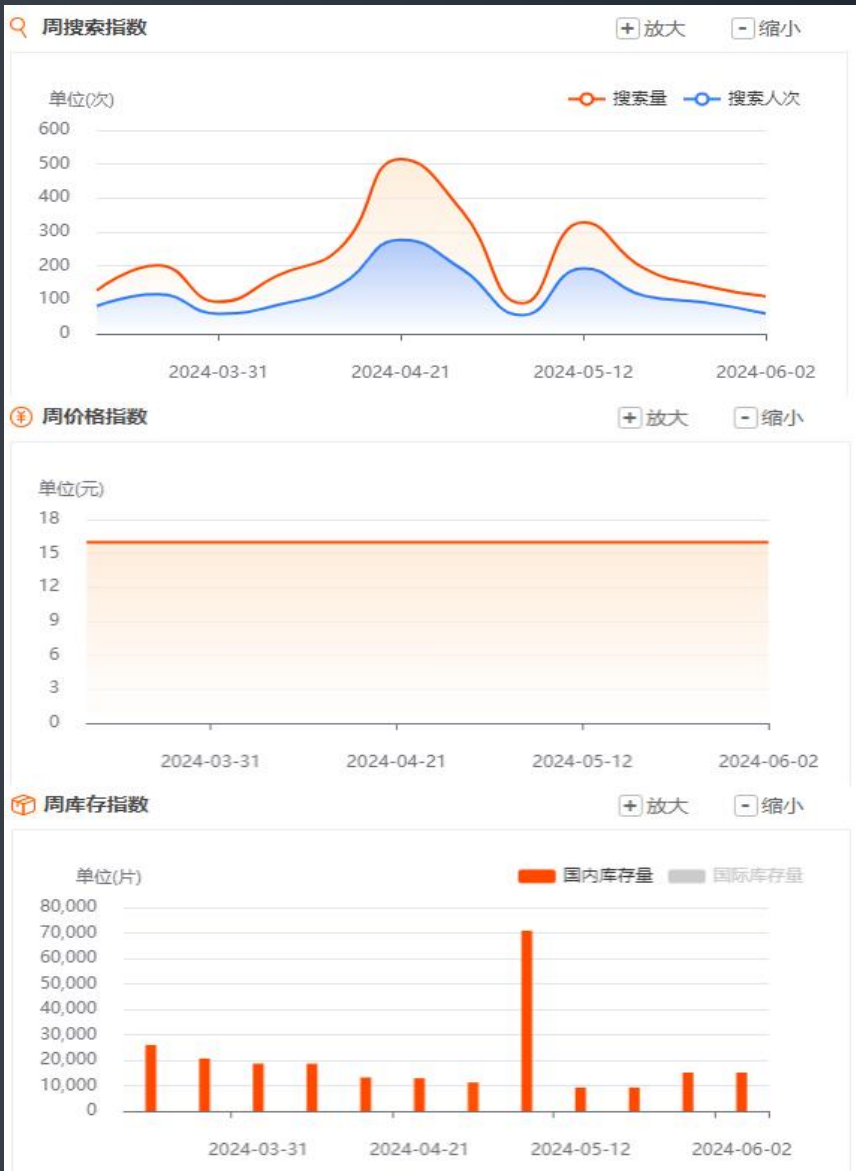 周搜索指数 + 放大 - 缩小
单位(次) 搜索量 搜索人次
600
500
400
300
200
100
0
2024-03-31 2024-04-21 2024-05-12 2024-06-02
¥ 周价格指数 + 放大 - 缩小
单位(元)
18
15
12
9
6
3
0
2024-03-31 2024-04-21 2024-05-12 2024-06-02
周库存指数 + 放大 - 缩小
单位(片) 国内库存量 国际库存量
80,000
70,000
60,000
50,000
40,000
30,000
20,000
10,000
0
2024-03-31 2024-04-21 2024-05-12 2024-06-02